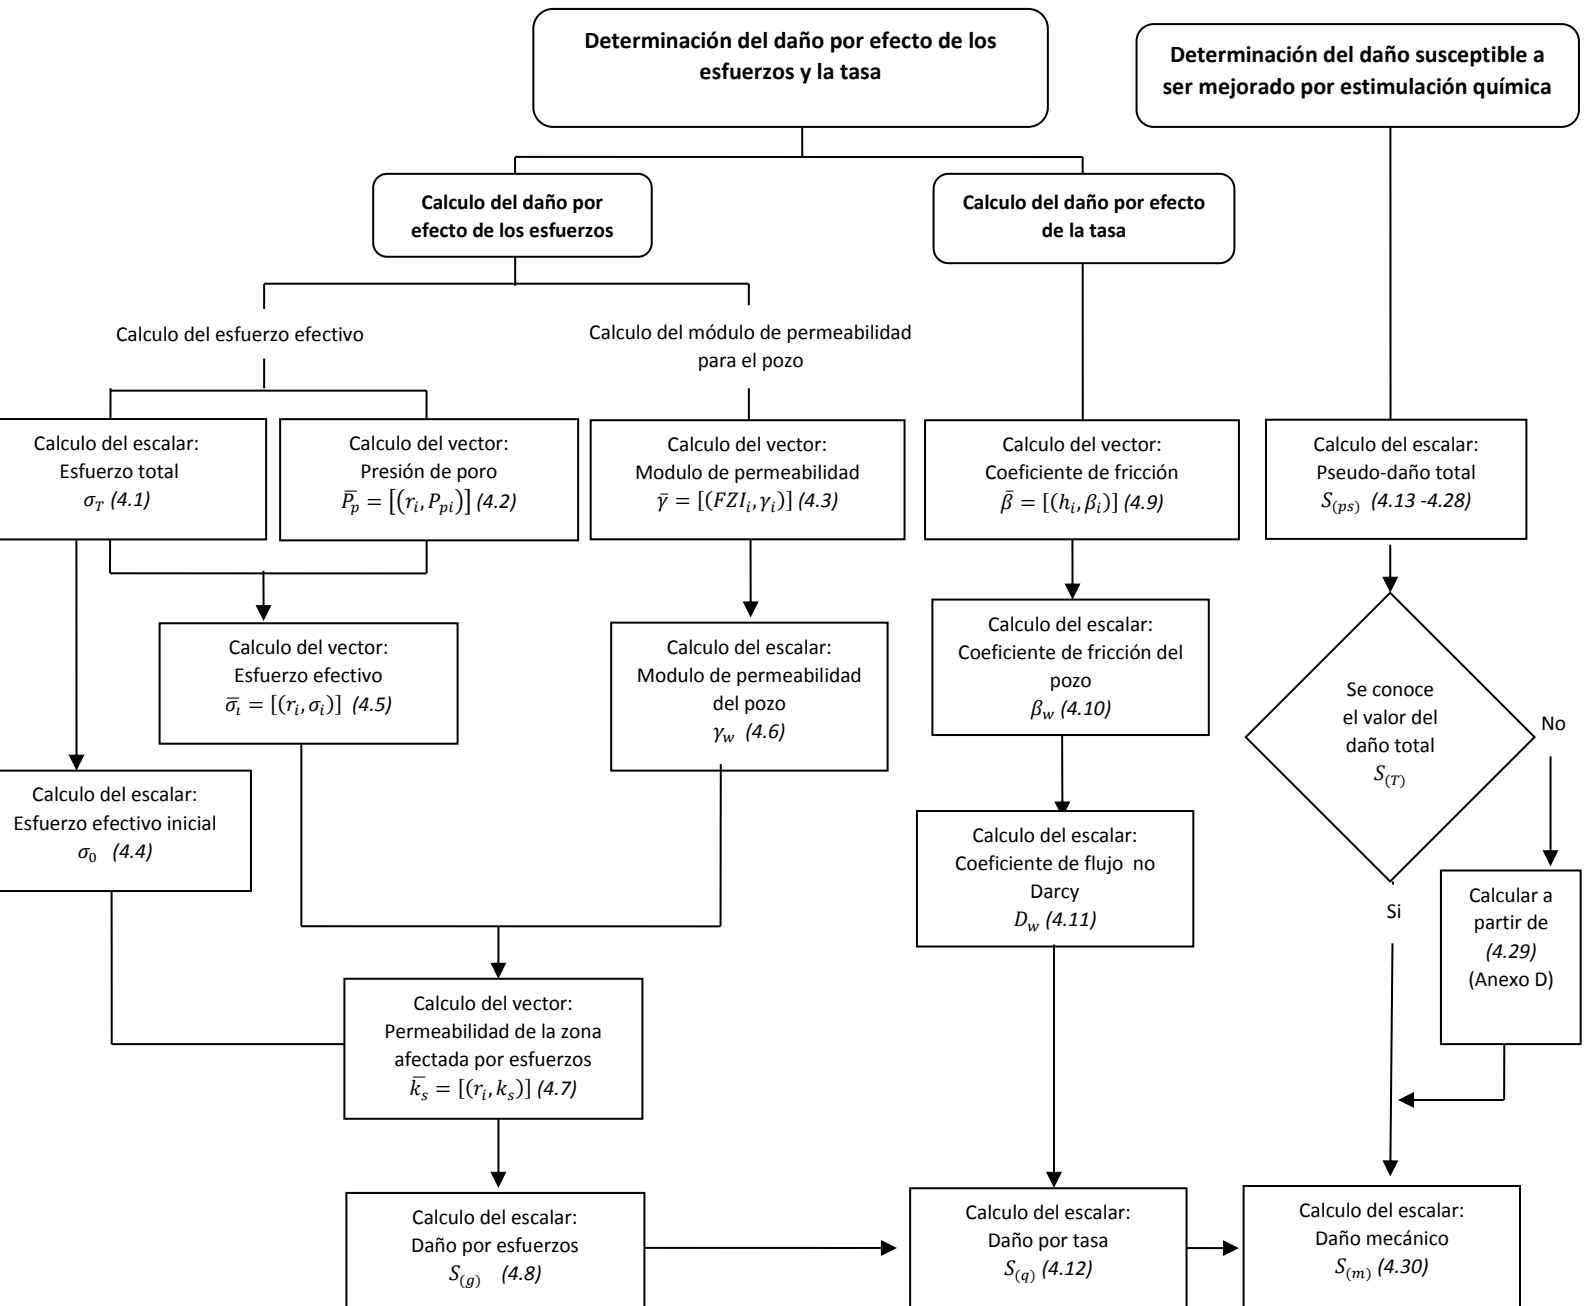 Determinación del daño por efecto de los
esfuerzos y la tasa
Determinación del daño susceptible a
ser mejorado por estimulación química
Calculo del daño por
efecto de los esfuerzos
Calculo del daño por efecto
de la tasa
Calculo del esfuerzo efectivo
Calculo del módulo de permeabilidad
para el pozo
Calculo del escalar:
Esfuerzo total
σ_T (4.1)
Calculo del vector:
Presión de poro
P̅_p = [(r_i, P_pi)] (4.2)
Calculo del vector:
Modulo de permeabilidad
γ̅ = [(FZI_i, γ_i)] (4.3)
Calculo del vector:
Coeficiente de fricción
β̅ = [(h_i, β_i)] (4.9)
Calculo del escalar:
Pseudo-daño total
S_(ps) (4.13 -4.28)
Calculo del vector:
Esfuerzo efectivo
σ̅_ι = [(r_i, σ_i)] (4.5)
Calculo del escalar:
Modulo de permeabilidad
del pozo
γ_w (4.6)
Calculo del escalar:
Coeficiente de fricción del
pozo
β_w (4.10)
Se conoce
el valor del
daño total
S_(T)
No
Calculo del escalar:
Esfuerzo efectivo inicial
σ_0 (4.4)
Calculo del escalar:
Coeficiente de flujo no
Darcy
D_w (4.11)
Si
Calcular a
partir de
(4.29)
(Anexo D)
Calculo del vector:
Permeabilidad de la zona
afectada por esfuerzos
k̅_s = [(r_i, k_s)] (4.7)
Calculo del escalar:
Daño por esfuerzos
S_(g) (4.8)
Calculo del escalar:
Daño por tasa
S_(q) (4.12)
Calculo del escalar:
Daño mecánico
S_(m) (4.30)